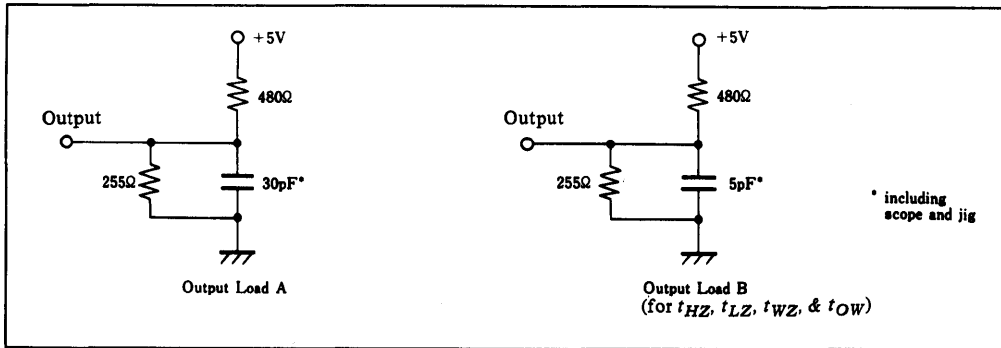 +5V
480Ω
Output
255Ω
30pF*
Output Load A
+5V
480Ω
Output
255Ω
5pF*
Output Load B
(for tHZ, tLZ, tWZ, & tOW)
* including
scope and jig